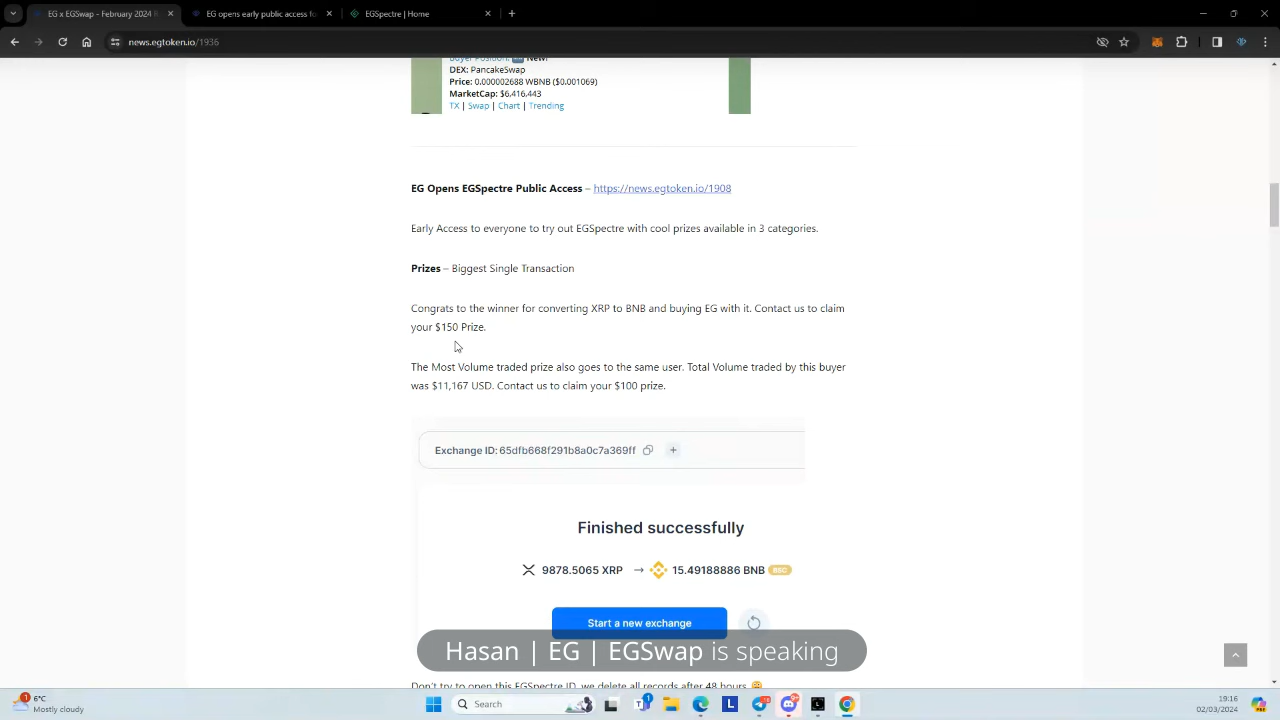 EG x EGSwap - February 2024 R
EG opens early public access fo
EGSpectre | Home
news.egtoken.io/1936
Buyer Position: New!
DEX: PancakeSwap
Price: 0.000002688 WBNB ($0.001069)
MarketCap: $6,416,443
TX | Swap | Chart | Trending
EG Opens EGSpectre Public Access – https://news.egtoken.io/1908
Early Access to everyone to try out EGSpectre with cool prizes available in 3 categories.
Prizes – Biggest Single Transaction
Congrats to the winner for converting XRP to BNB and buying EG with it. Contact us to claim
your $150 Prize.
The Most Volume traded prize also goes to the same user. Total Volume traded by this buyer
was $11,167 USD. Contact us to claim your $100 prize.
Exchange ID: 65dfb668f291b8a0c7a369ff
Finished successfully
9878.5065 XRP → 15.49188886 BNB BSC
Start a new exchange
Hasan | EG | EGSwap is speaking
Don't try to open this EGSpectre ID, we delete all records after 48 hours
1
6°C
Mostly cloudy
Search
1
9+
19:16
02/03/2024